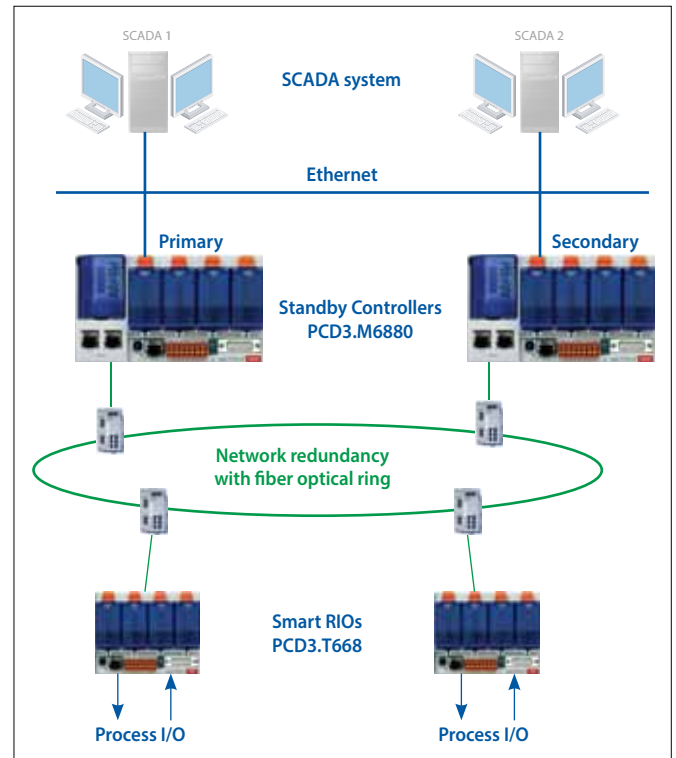 SCADA 1
SCADA 2
SCADA system
Ethernet
Primary
Secondary
Standby Controllers
PCD3.M6880
Network redundancy
with fiber optical ring
Smart RIOs
PCD3.T668
Process I/O
Process I/O